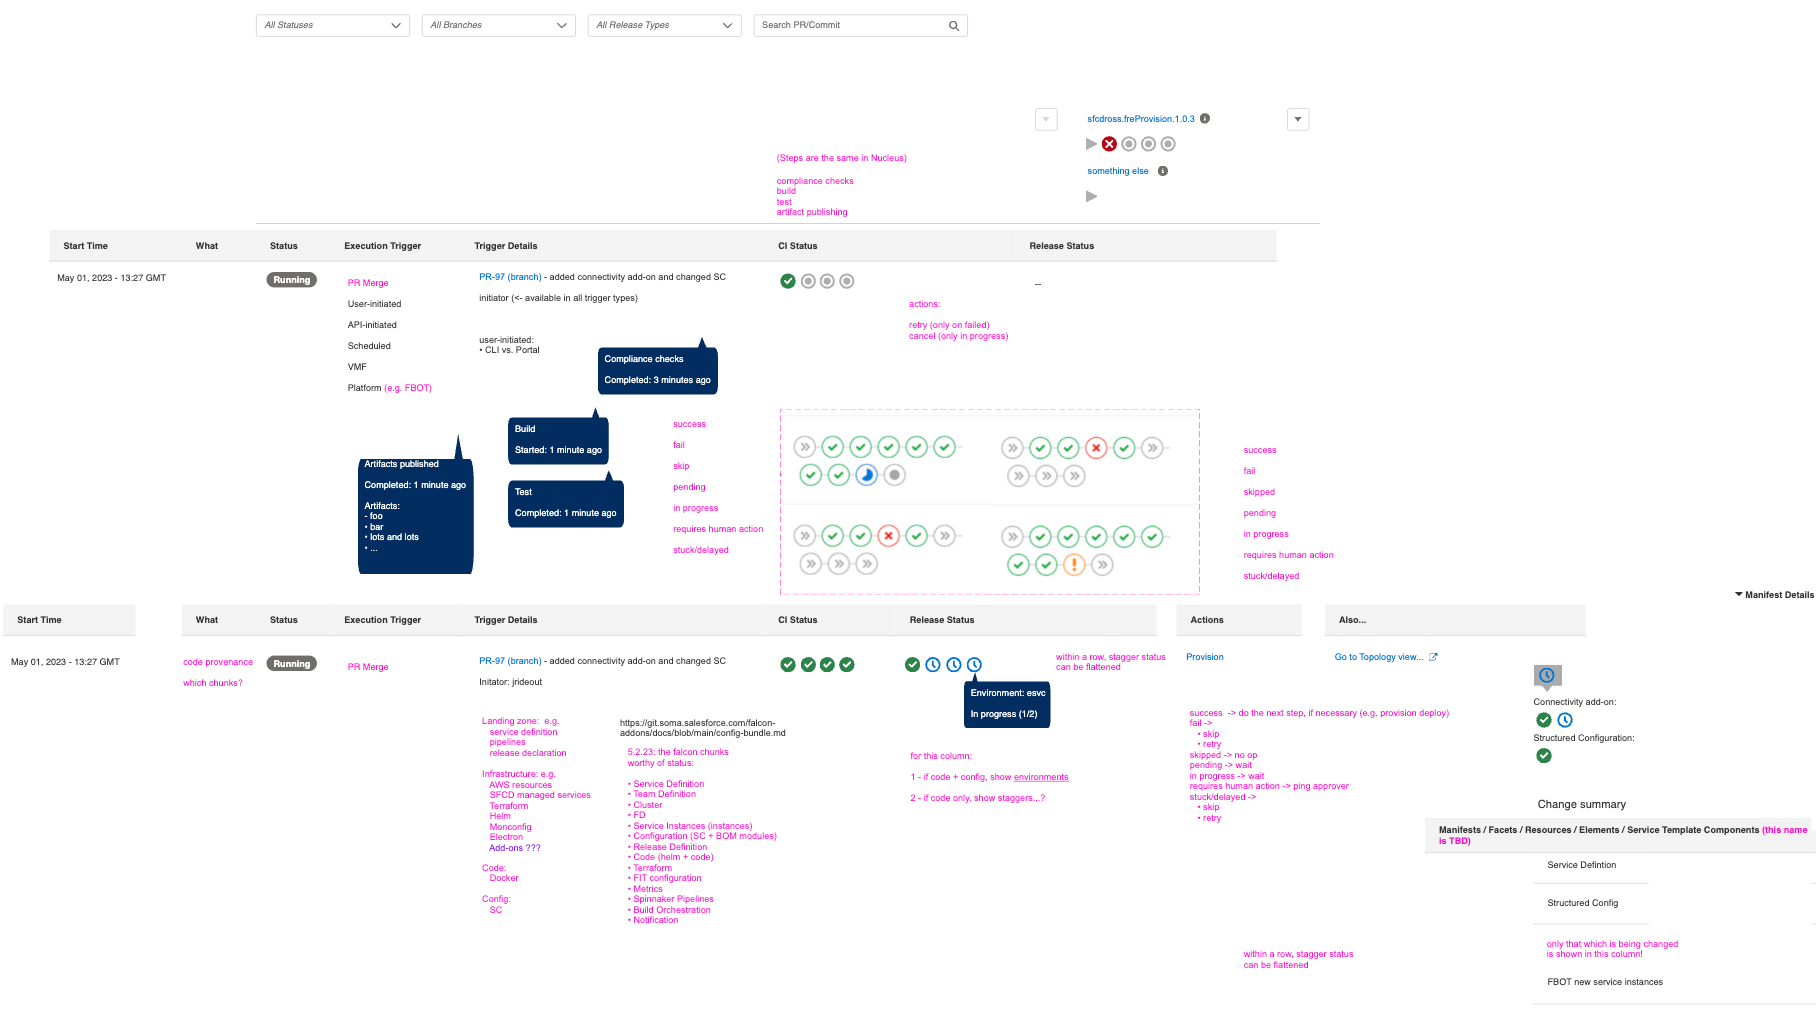 All Statuses
All Branches
All Release Types
Search PR/Commit
sfcdross.freProvision.1.0.3
something else
(Steps are the same in Nucleus)
compliance checks
build
test
artifact publishing
Start Time
What
Status
Execution Trigger
Trigger Details
CI Status
Release Status
May 01, 2023 - 13:27 GMT
Running
PR Merge
User-initiated
API-initiated
Scheduled
VMF
Platform (e.g. FBOT)
PR-97 (branch) - added connectivity add-on and changed SC
initiator (<- available in all trigger types)
user-initiated:
• CLI vs. Portal
--
actions:
retry (only on failed)
cancel (only in progress)
Compliance checks
Completed: 3 minutes ago
Build
Started: 1 minute ago
Test
Completed: 1 minute ago
Artifacts published
Completed: 1 minute ago
Artifacts:
- foo
• bar
• lots and lots
• ...
success
fail
skip
pending
in progress
requires human action
stuck/delayed
success
fail
skipped
pending
in progress
requires human action
stuck/delayed
Manifest Details
Start Time
What
Status
Execution Trigger
Trigger Details
CI Status
Release Status
Actions
Also...
May 01, 2023 - 13:27 GMT
code provenance
which chunks?
Running
PR Merge
PR-97 (branch) - added connectivity add-on and changed SC
Initator: jrideout
within a row, stagger status
can be flattened
Environment: esvc
In progress (1/2)
Provision
Go to Topology view...
Landing zone: e.g.
service definition
pipelines
release declaration
Infrastructure: e.g.
AWS resources
SFCD managed services
Terraform
Helm
Monconfig
Electron
Add-ons ???
Code:
Docker
Config:
SC
https://git.soma.salesforce.com/falcon-
addons/docs/blob/main/config-bundle.md
5.2.23: the falcon chunks
worthy of status:
• Service Definition
• Team Definition
• Cluster
• FD
• Service Instances (instances)
• Configuration (SC + BOM modules)
• Release Definition
• Code (helm + code)
• Terraform
• FIT configuration
• Metrics
• Spinnaker Pipelines
• Build Orchestration
• Notification
for this column:
1 - if code + config, show environments
2 - if code only, show staggers...?
success -> do the next step, if necessary (e.g. provision deploy)
fail ->
• skip
• retry
skipped -> no op
pending -> wait
in progress -> wait
requires human action -> ping approver
stuck/delayed ->
• skip
• retry
within a row, stagger status
can be flattened
Connectivity add-on:
Structured Configuration:
Change summary
Manifests / Facets / Resources / Elements / Service Template Components (this name
is TBD)
Service Defintion
Structured Config
only that which is being changed
is shown in this column!
FBOT new service instances